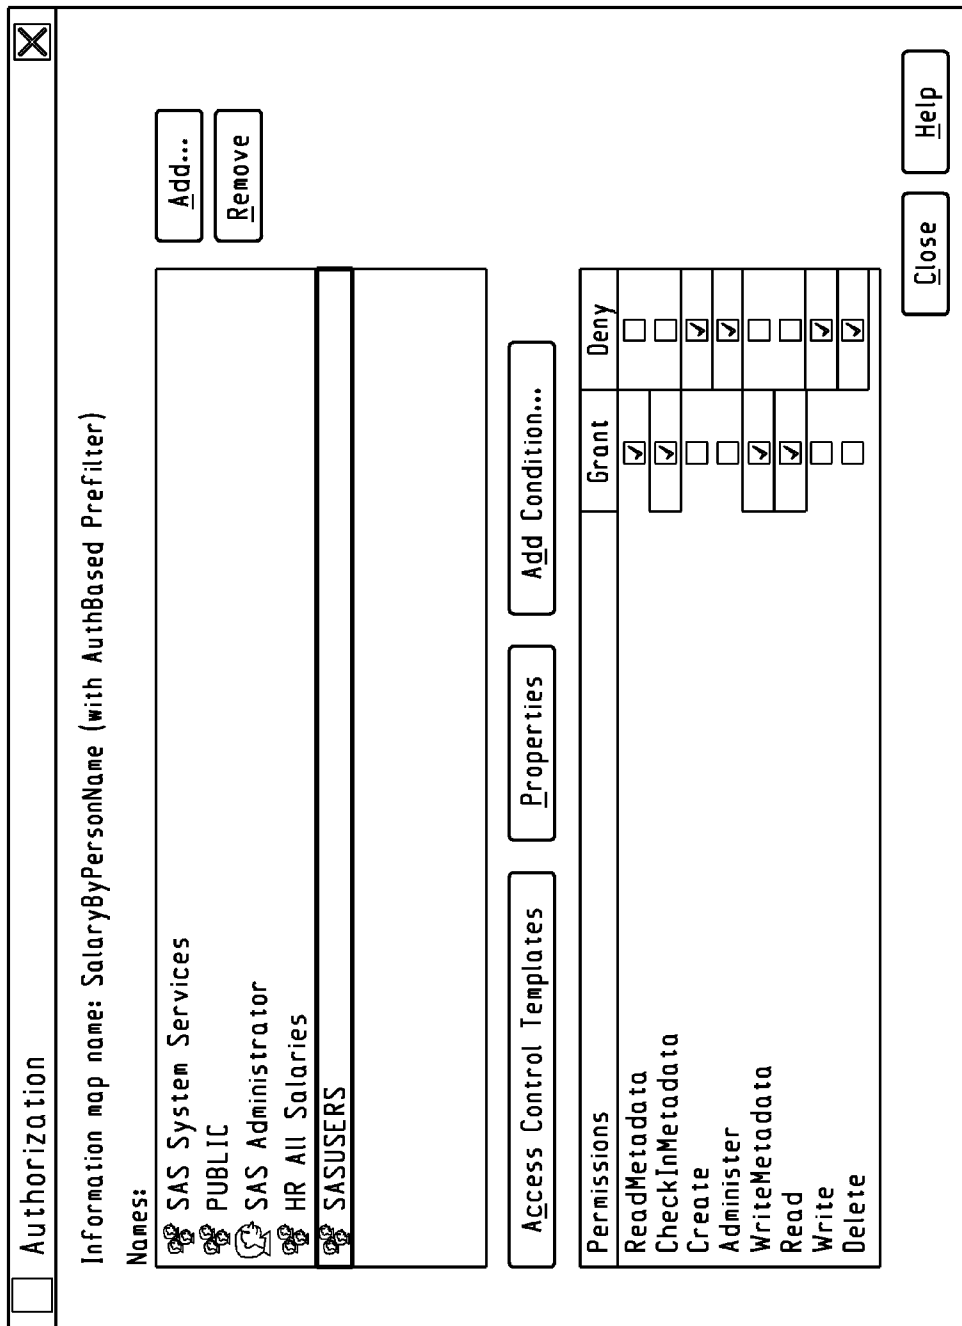 Authorization
Information map name: SalaryByPersonName (with AuthBased Prefilter)
Names:
SAS System Services
PUBLIC
SAS Administrator
HR All Salaries
SASUSERS
Add...
Remove
Access Control Templates
Properties
Add Condition...
Permissions Grant Deny
ReadMetadata
CheckInMetadata
Create
Administer
WriteMetadata
Read
Write
Delete
Close
Help